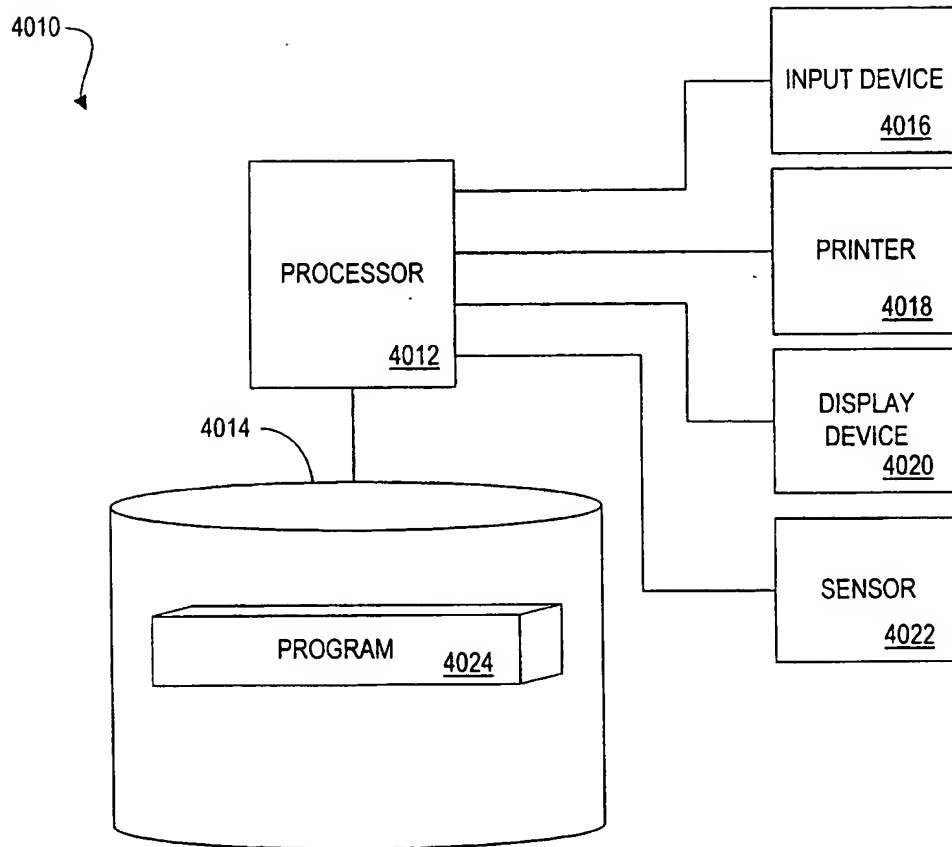 4010
INPUT DEVICE
4016
PROCESSOR
4012
PRINTER
4018
DISPLAY
DEVICE
4020
4014
SENSOR
4022
PROGRAM
4024